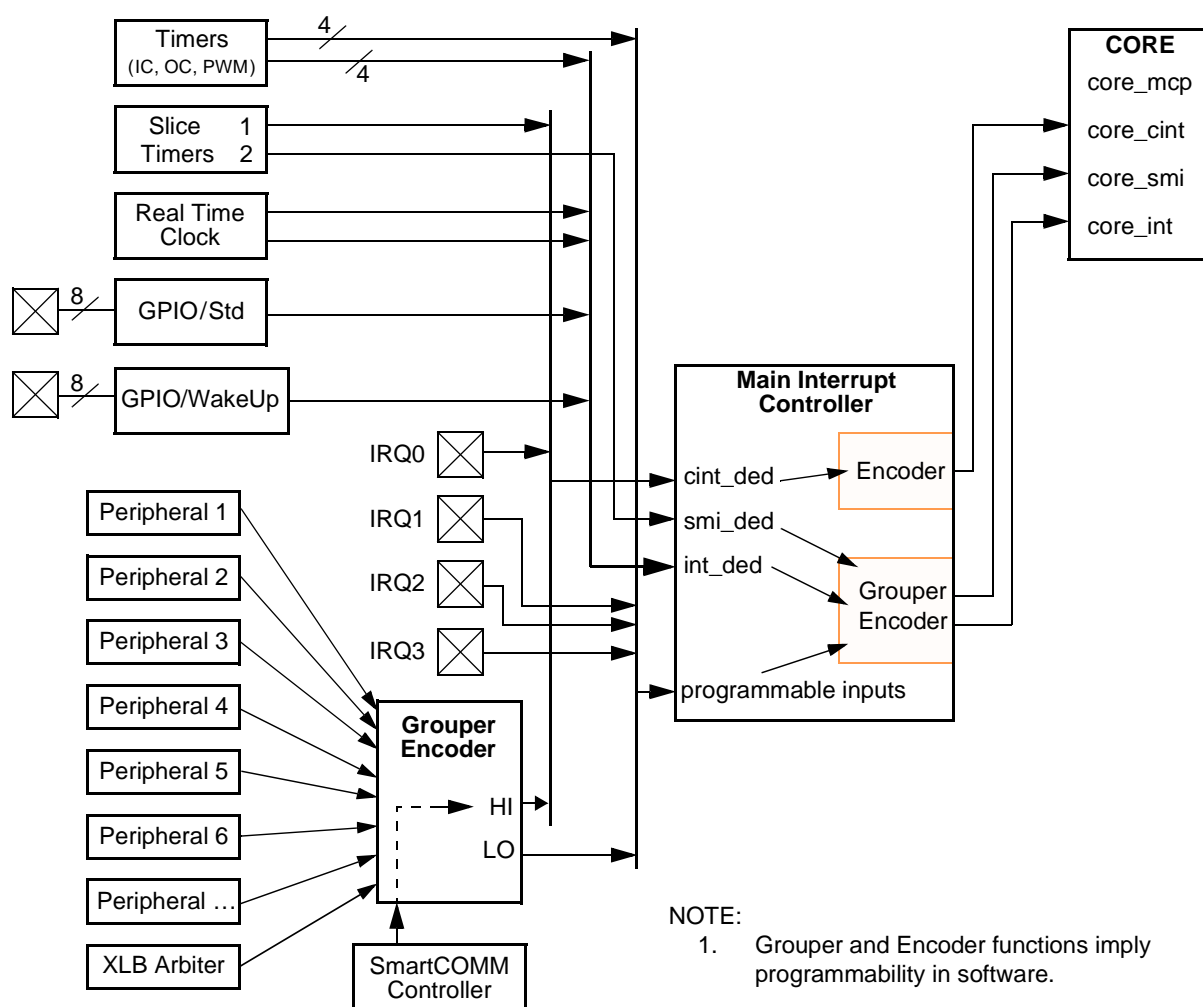 Timers
(IC, OC, PWM)
4
4
Slice 1
Timers 2
Real Time
Clock
8
GPIO/Std
8
GPIO/WakeUp
CORE
core_mcp
core_cint
core_smi
core_int
Main Interrupt
Controller
cint_ded
smi_ded
int_ded
programmable inputs
Encoder
Grouper
Encoder
IRQ0
IRQ1
IRQ2
IRQ3
Peripheral 1
Peripheral 2
Peripheral 3
Peripheral 4
Peripheral 5
Peripheral 6
Peripheral …
XLB Arbiter
Grouper
Encoder
HI
LO
SmartCOMM
Controller
NOTE:
1. Grouper and Encoder functions imply
programmability in software.